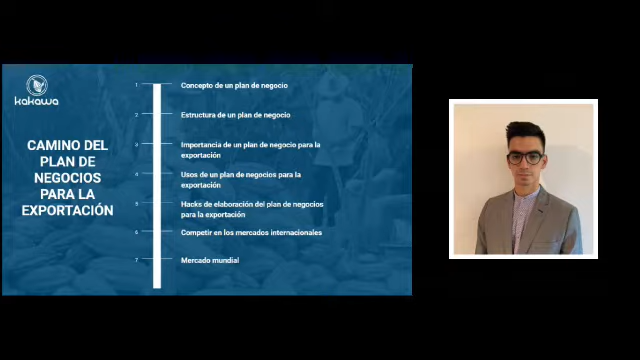 kakawa
CAMINO DEL
PLAN DE
NEGOCIOS
PARA LA
EXPORTACIÓN
1 Concepto de un plan de negocio
2 Estructura de un plan de negocio
3 Importancia de un plan de negocio para la
exportación
4 Usos de un plan de negocios para la
exportación
5 Hacks de elaboración del plan de negocios
para la exportación
6 Competir en los mercados internacionales
7 Mercado mundial